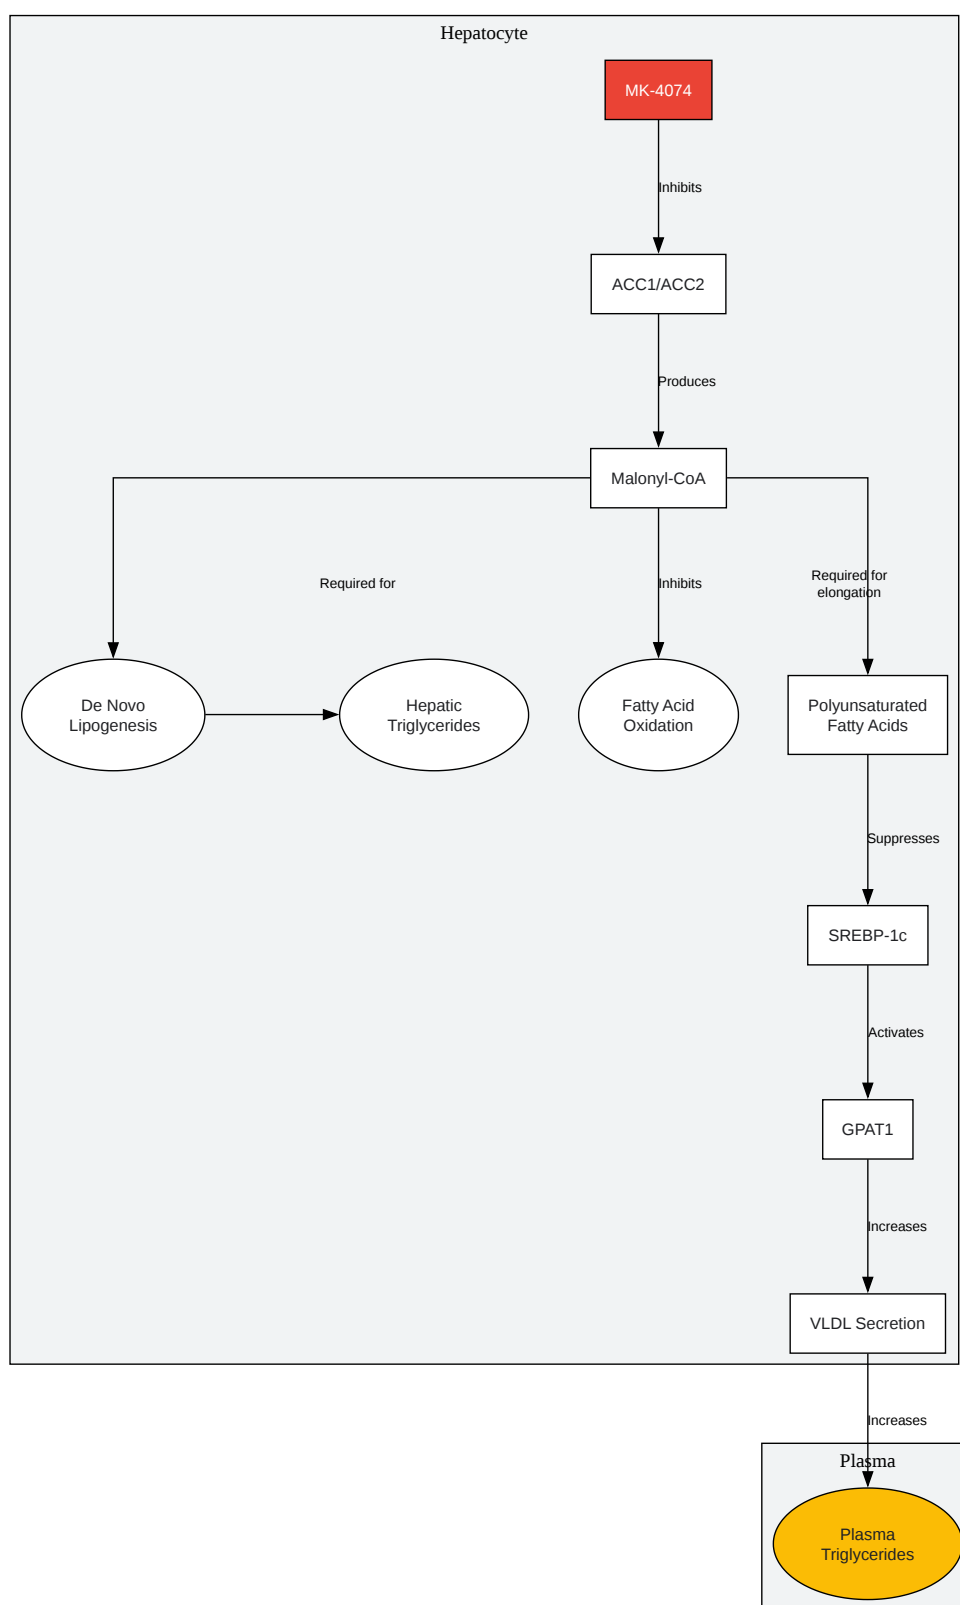 Hepatocyte
MK-4074
Inhibits
ACC1/ACC2
Produces
Malonyl-CoA
Required for
Inhibits
Required for
elongation
De Novo
Lipogenesis
Hepatic
Triglycerides
Fatty Acid
Oxidation
Polyunsaturated
Fatty Acids
Suppresses
SREBP-1c
Activates
GPAT1
Increases
VLDL Secretion
Increases
Plasma
Plasma
Triglycerides